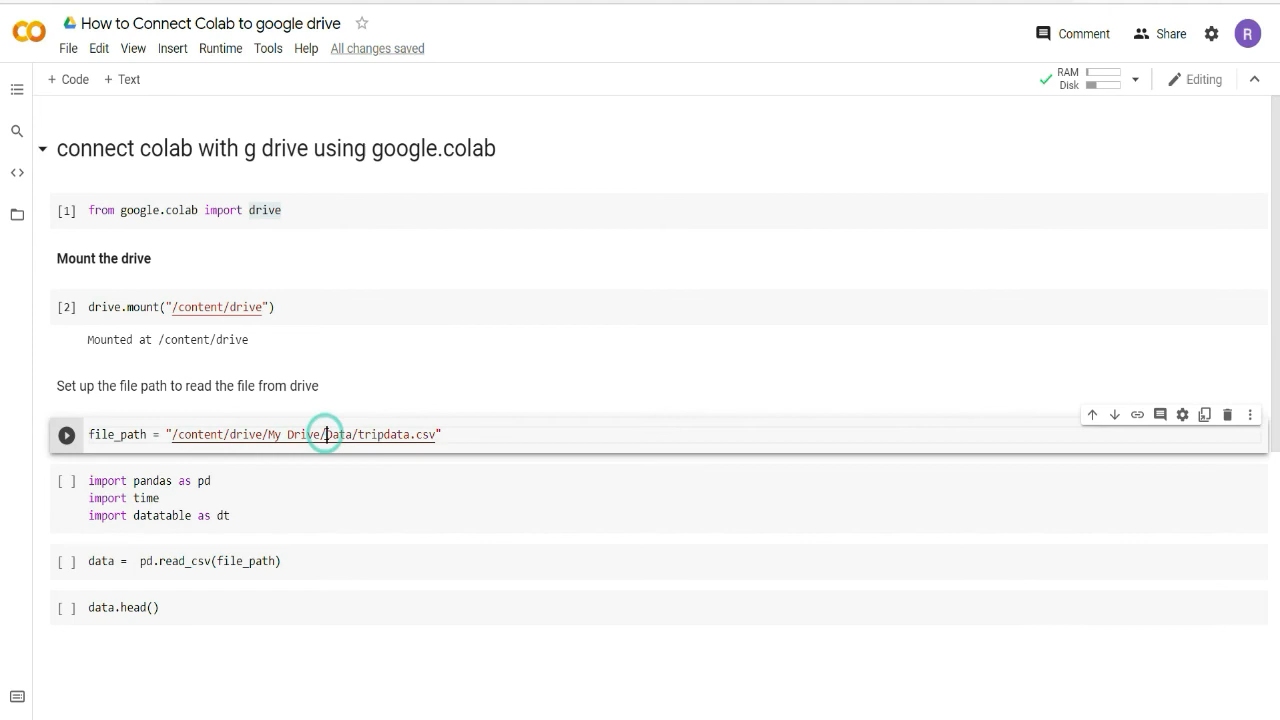 How to Connect Colab to google drive
Comment
Share
R
File Edit View Insert Runtime Tools Help All changes saved
+ Code + Text
RAM
Disk
Editing
connect colab with g drive using google.colab
[1] from google.colab import drive
Mount the drive
[2] drive.mount("/content/drive")
Mounted at /content/drive
Set up the file path to read the file from drive
file_path = "/content/drive/My Drive/Data/tripdata.csv"
[ ] import pandas as pd
import time
import datatable as dt
[ ] data = pd.read_csv(file_path)
[ ] data.head()